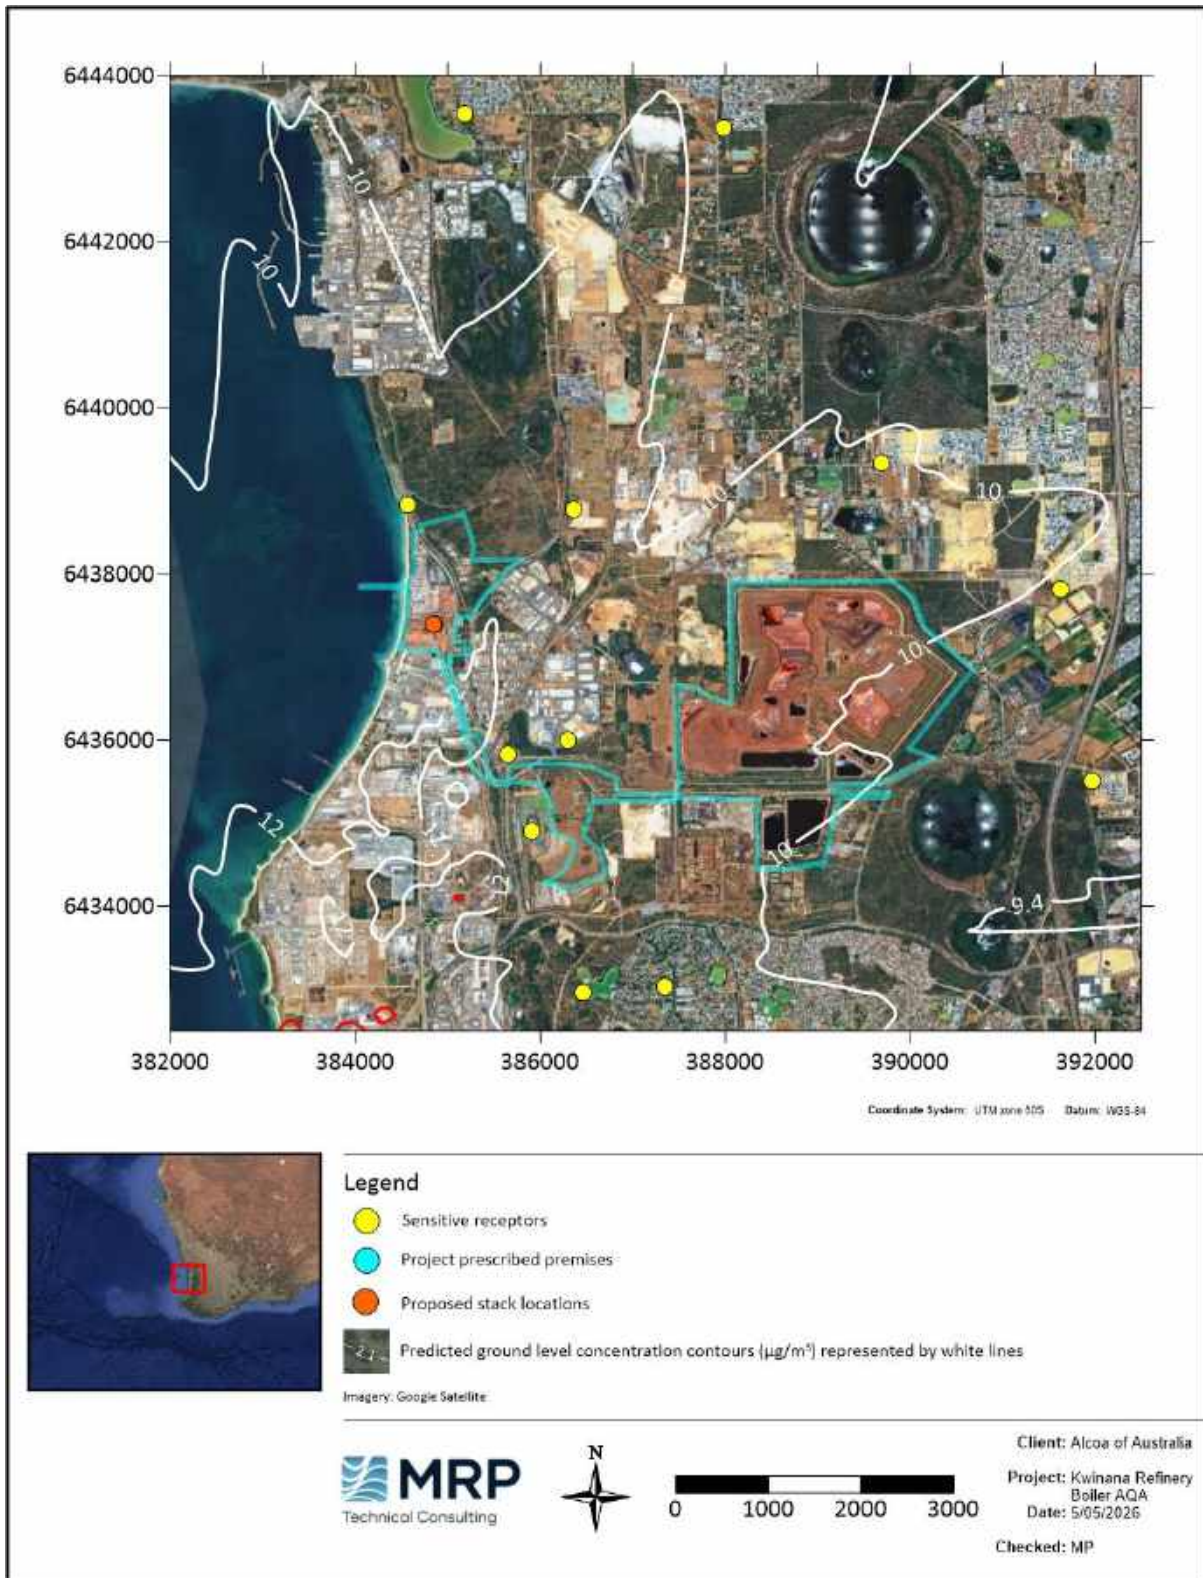 6444000
6442000
6440000
6438000
6436000
6434000
382000 384000 386000 388000 390000 392000
10
10
10
10
10
10
10
10
12
12
9.4
Coordinate System: UTM zone 50S Datum: WGS-84
Legend
Sensitive receptors
Project prescribed premises
Proposed stack locations
Predicted ground level concentration contours (µg/m³) represented by white lines
Imagery: Google Satellite
MRP
Technical Consulting
N
0 1000 2000 3000
Client: Alcoa of Australia
Project: Kwinana Refinery
Boiler AQA
Date: 5/05/2026
Checked: MP